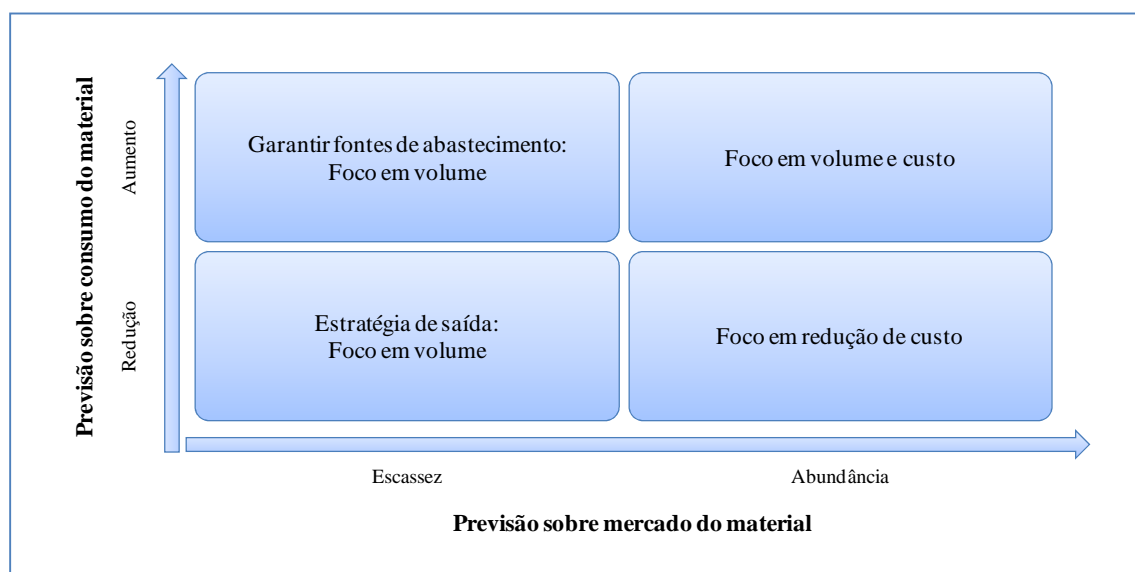 Previsão sobre consumo do material
Aumento
Redução
Garantir fontes de abastecimento:
Foco em volume
Foco em volume e custo
Estratégia de saída:
Foco em volume
Foco em redução de custo
Escassez
Abundância
Previsão sobre mercado do material